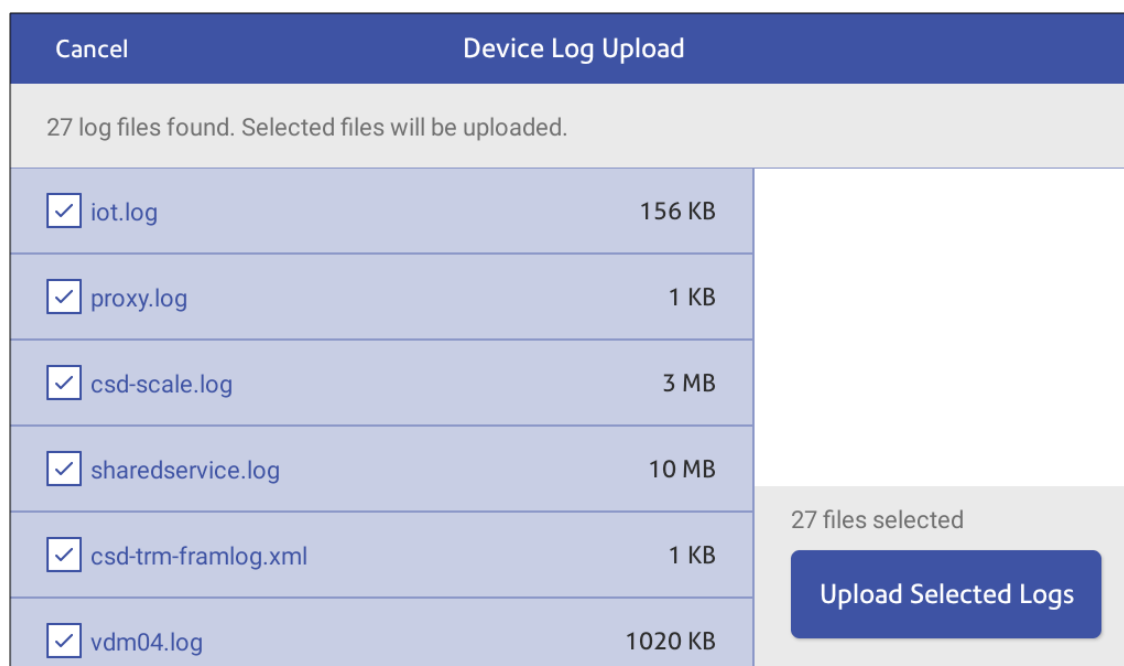 Cancel Device Log Upload
27 log files found. Selected files will be uploaded.
iot.log 156 KB
proxy.log 1 KB
csd-scale.log 3 MB
sharedservice.log 10 MB
csd-trm-framlog.xml 1 KB
vdm04.log 1020 KB
27 files selected
Upload Selected Logs